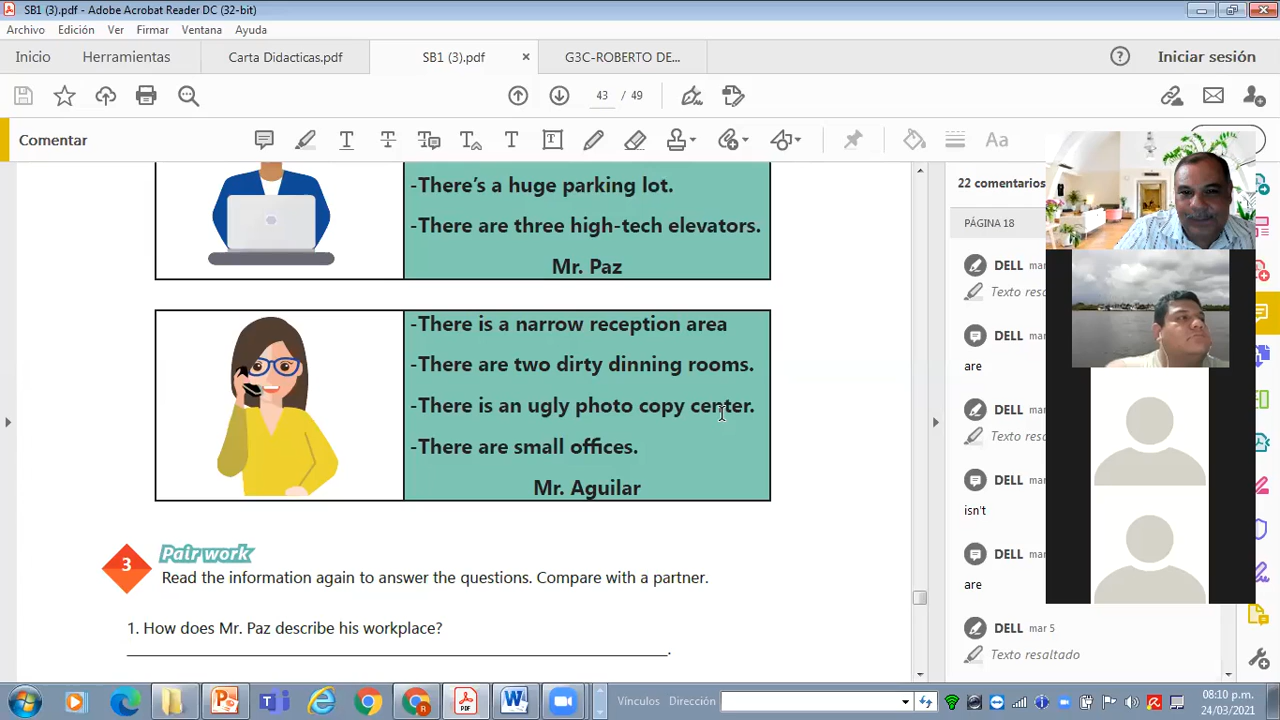 SB1 (3).pdf - Adobe Acrobat Reader DC (32-bit)
Archivo Edición Ver Firmar Ventana Ayuda
Inicio Herramientas Carta Didacticas.pdf SB1 (3).pdf × G3C-ROBERTO DE... Iniciar sesión
43 / 49
Comentar
22 comentarios
-There's a huge parking lot.
-There are three high-tech elevators.
Mr. Paz
-There is a narrow reception area
-There are two dirty dinning rooms.
-There is an ugly photo copy center.
-There are small offices.
Mr. Aguilar
3 Pair work
Read the information again to answer the questions. Compare with a partner.
1. How does Mr. Paz describe his workplace?
PÁGINA 18
DELL mar
Texto resa
DELL mar
are
DELL mar
Texto resa
DELL mar
isn't
DELL mar
are
DELL mar 5
Texto resaltado
Vínculos Dirección
08:10 p.m.
24/03/2021